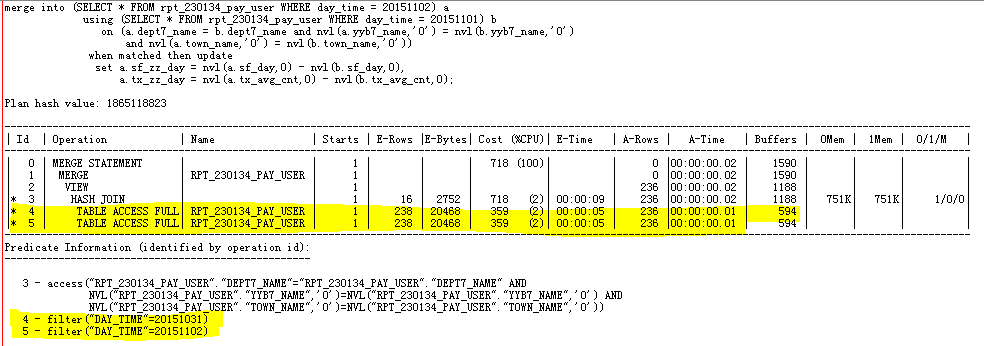 merge into (SELECT * FROM rpt_230134_pay_user WHERE day_time = 20151102) a
using (SELECT * FROM rpt_230134_pay_user WHERE day_time = 20151101) b
on (a.dept7_name = b.dept7_name and nvl(a.yyb7_name,'0') = nvl(b.yyb7_name,'0')
and nvl(a.town_name,'0') = nvl(b.town_name,'0'))
when matched then update
set a.sf_zz_day = nvl(a.sf_day,0) - nvl(b.sf_day,0),
a.tx_zz_day = nvl(a.tx_avg_cnt,0) - nvl(b.tx_avg_cnt,0);
Plan hash value: 1865118823
| Id | Operation | Name | Starts | E-Rows |E-Bytes| Cost (%CPU)| E-Time | A-Rows | A-Time | Buffers | 0Mem | 1Mem | O/1/M |
| 0 | MERGE STATEMENT | | 1 | | | 718 (100)| | 0 |00:00:00.02 | 1590 | | | |
| 1 | MERGE | RPT_230134_PAY_USER | 1 | | | | | 0 |00:00:00.02 | 1590 | | | |
| 2 | VIEW | | 1 | | | | | 236 |00:00:00.02 | 1188 | | | |
|* 3 | HASH JOIN | | 1 | 16 | 2752 | 718 (2)| 00:00:09 | 236 |00:00:00.02 | 1188 | 751K| 751K| 1/0/0|
|* 4 | TABLE ACCESS FULL| RPT_230134_PAY_USER | 1 | 238 | 20468 | 359 (2)| 00:00:05 | 236 |00:00:00.01 | 594 | | | |
|* 5 | TABLE ACCESS FULL| RPT_230134_PAY_USER | 1 | 238 | 20468 | 359 (2)| 00:00:05 | 236 |00:00:00.01 | 594 | | | |
Predicate Information (identified by operation id):
3 - access("RPT_230134_PAY_USER"."DEPT7_NAME"="RPT_230134_PAY_USER"."DEPT7_NAME" AND
NVL("RPT_230134_PAY_USER"."YYB7_NAME",'0')=NVL("RPT_230134_PAY_USER"."YYB7_NAME",'0') AND
NVL("RPT_230134_PAY_USER"."TOWN_NAME",'0')=NVL("RPT_230134_PAY_USER"."TOWN_NAME",'0'))
4 - filter("DAY_TIME"=20151031)
5 - filter("DAY_TIME"=20151102)